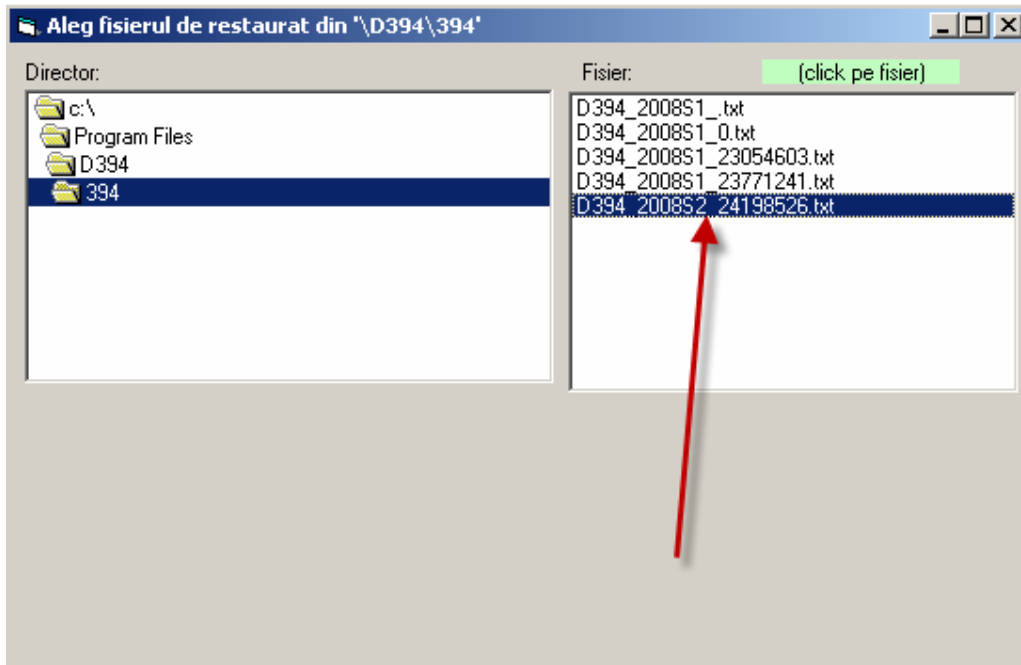 Aleg fisierul de restaurat din '\D394\394'
Director:
c:\
Program Files
D394
394
Fisier:
(click pe fisier)
D394_2008S1_.txt
D394_2008S1_0.txt
D394_2008S1_23054603.txt
D394_2008S1_23771241.txt
D394_2008S2_24198526.txt